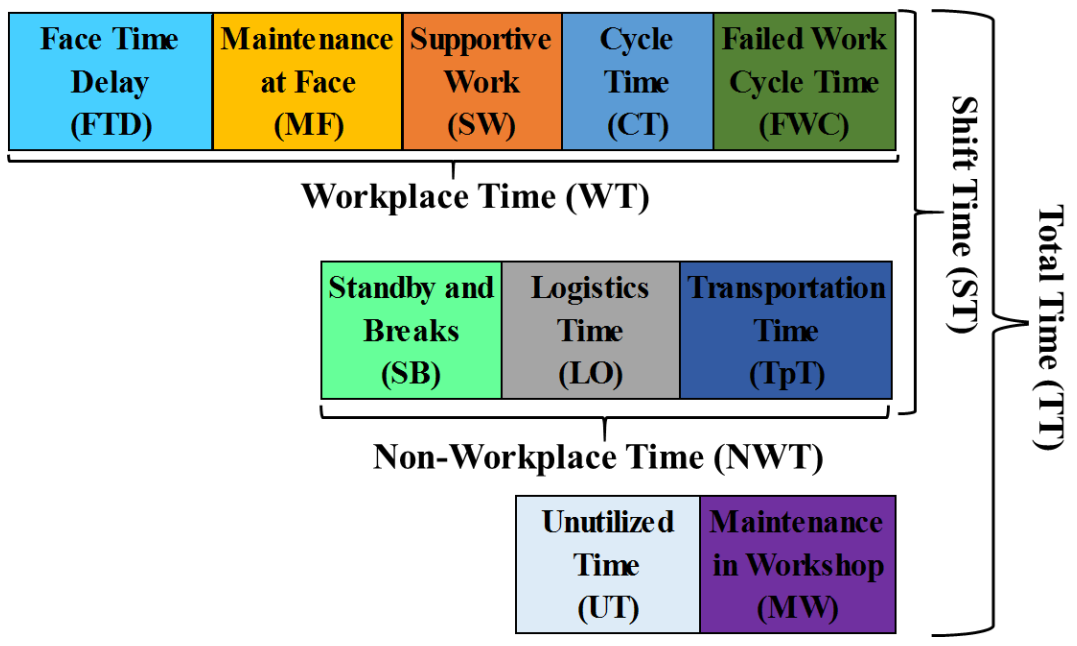 Face Time
Delay
(FTD)
Maintenance
at Face
(MF)
Supportive
Work
(SW)
Cycle
Time
(CT)
Failed Work
Cycle Time
(FWC)
Workplace Time (WT)
Standby and
Breaks
(SB)
Logistics
Time
(LO)
Transportation
Time
(TpT)
Non-Workplace Time (NWT)
Unutilized
Time
(UT)
Maintenance
in Workshop
(MW)
Shift Time (ST)
Total Time (TT)